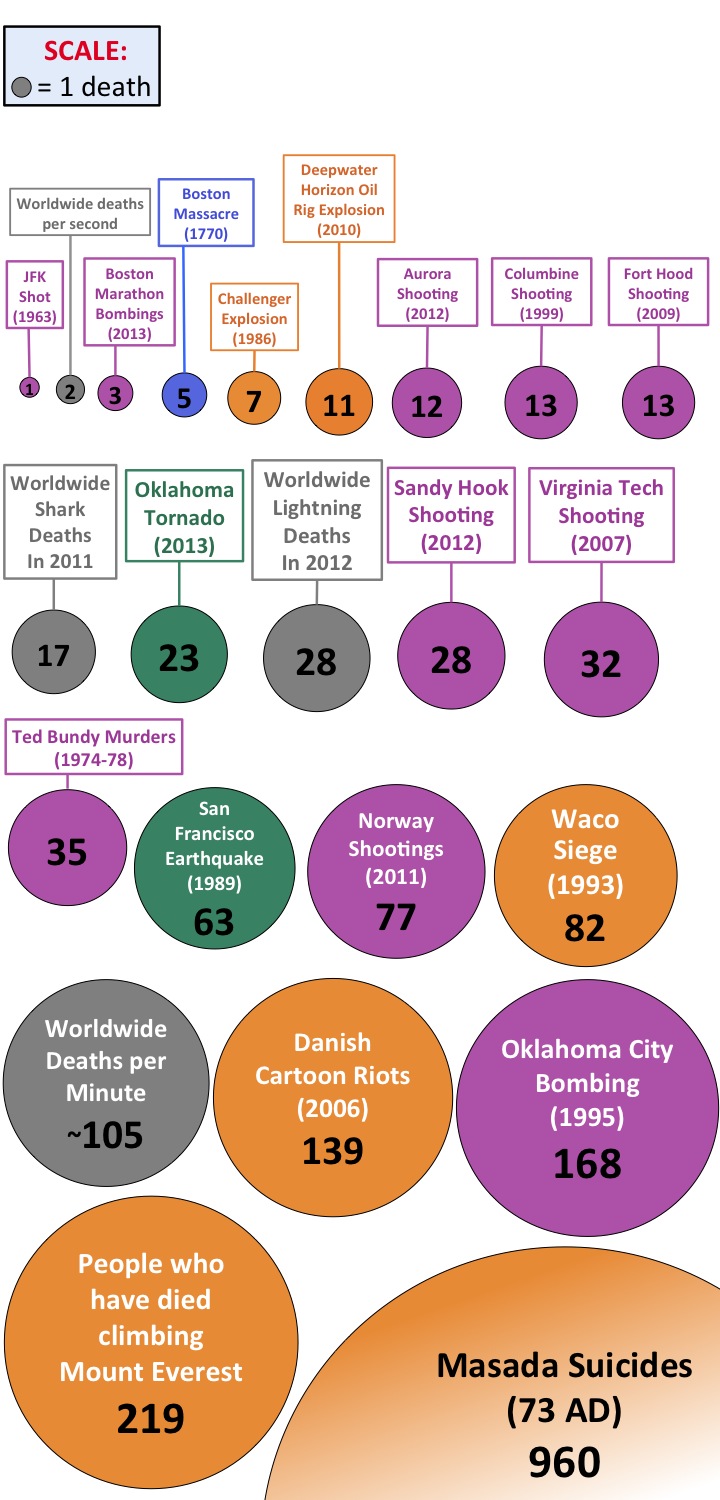 SCALE:
= 1 death
Worldwide deaths
per second
2
Boston
Massacre
(1770)
5
Deepwater
Horizon Oil
Rig Explosion
(2010)
11
JFK
Shot
(1963)
1
Boston
Marathon
Bombings
(2013)
3
Challenger
Explosion
(1986)
7
Aurora
Shooting
(2012)
12
Columbine
Shooting
(1999)
13
Fort Hood
Shooting
(2009)
13
Worldwide
Shark
Deaths
In 2011
17
Oklahoma
Tornado
(2013)
23
Worldwide
Lightning
Deaths
In 2012
28
Sandy Hook
Shooting
(2012)
28
Virginia Tech
Shooting
(2007)
32
Ted Bundy Murders
(1974-78)
35
San
Francisco
Earthquake
(1989)
63
Norway
Shootings
(2011)
77
Waco
Siege
(1993)
82
Worldwide
Deaths per
Minute
~105
Danish
Cartoon Riots
(2006)
139
Oklahoma City
Bombing
(1995)
168
People who
have died
climbing
Mount Everest
219
Masada Suicides
(73 AD)
960